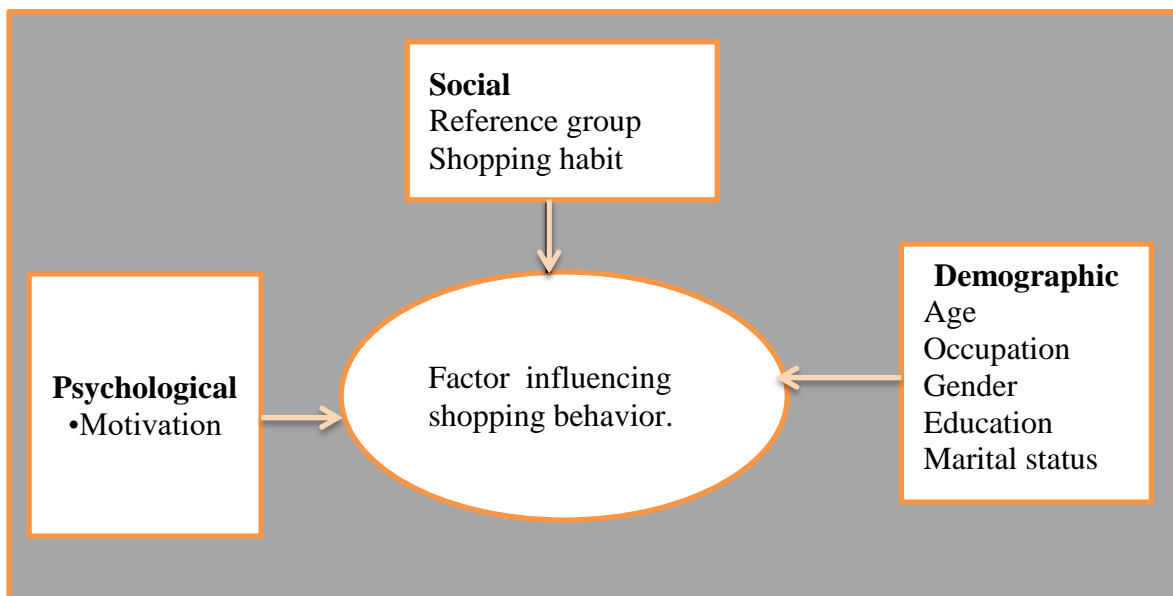 Social
Reference group
Shopping habit
Psychological
•Motivation
Factor influencing
shopping behavior.
Demographic
Age
Occupation
Gender
Education
Marital status